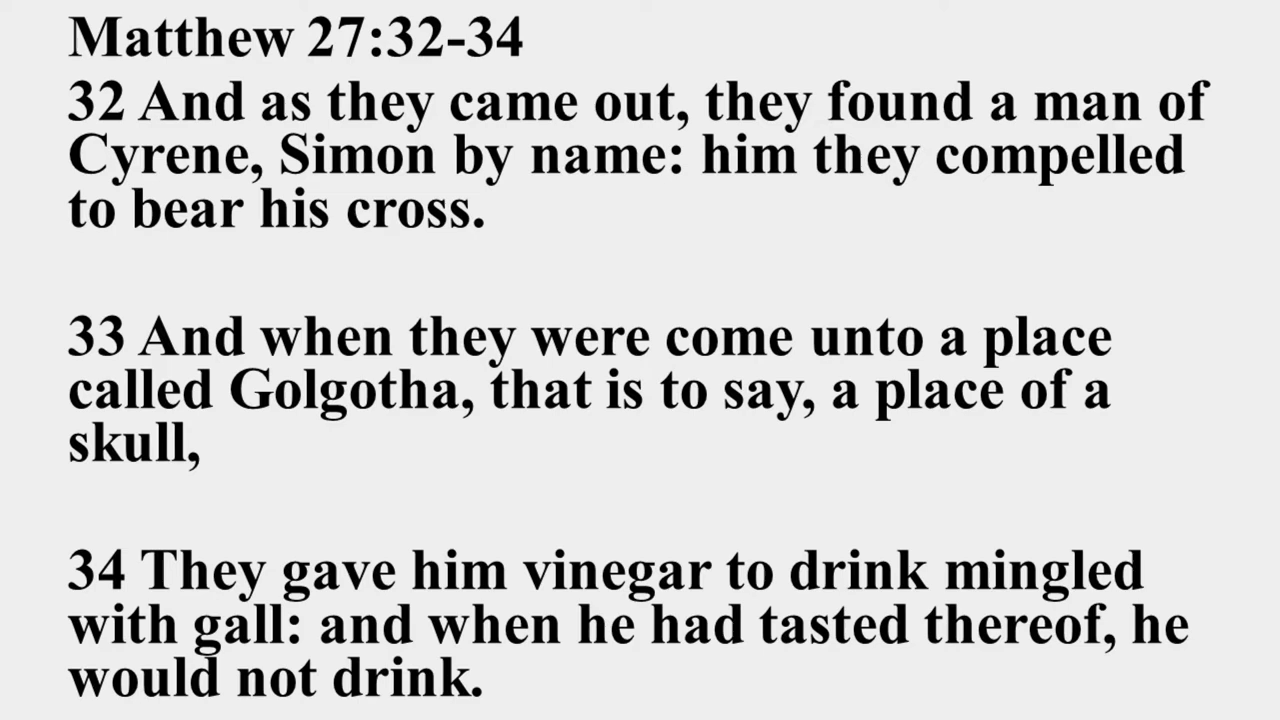 Matthew 27:32-34
32 And as they came out, they found a man of
Cyrene, Simon by name: him they compelled
to bear his cross.
33 And when they were come unto a place
called Golgotha, that is to say, a place of a
skull,
34 They gave him vinegar to drink mingled
with gall: and when he had tasted thereof, he
would not drink.